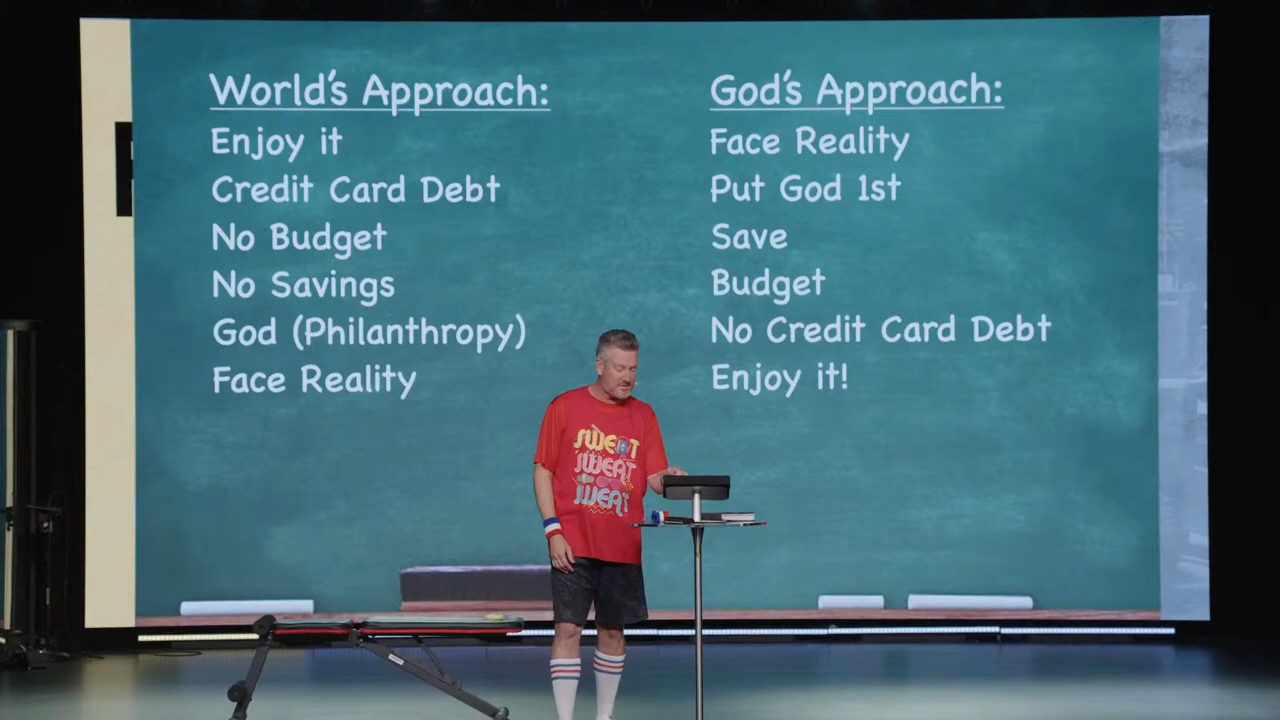 World's Approach:
Enjoy it
Credit Card Debt
No Budget
No Savings
God (Philanthropy)
Face Reality
God's Approach:
Face Reality
Put God 1st
Save
Budget
No Credit Card Debt
Enjoy it!
SWEAT
SWEAT
SWEAT